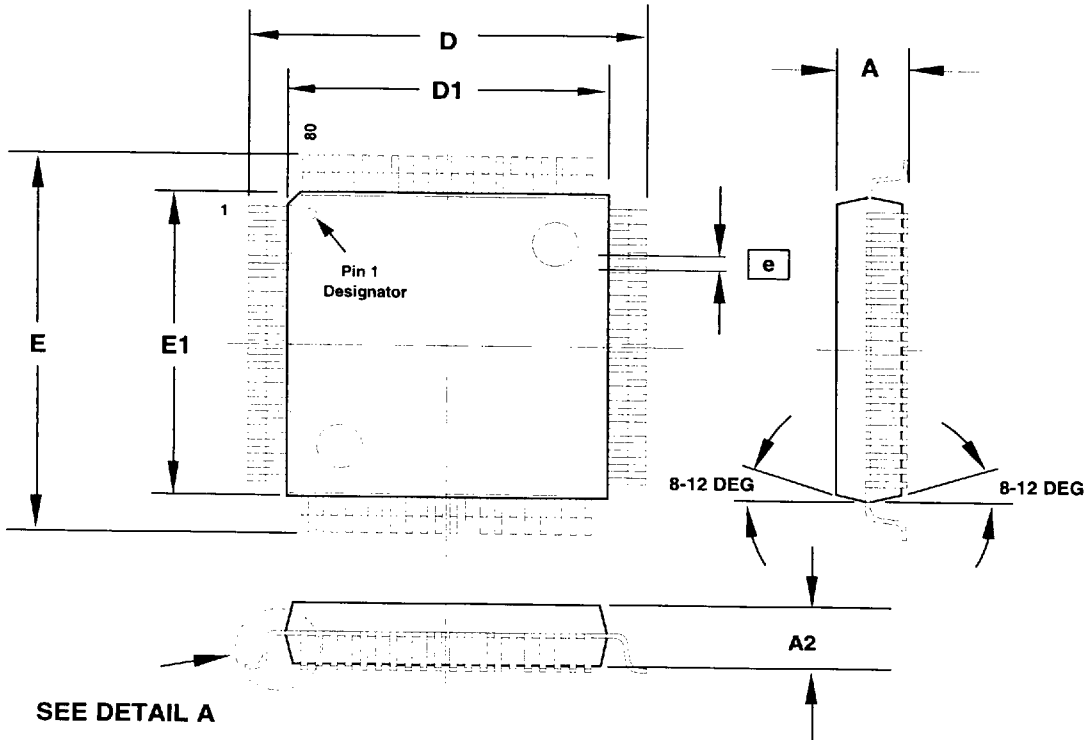 D
A
D1
80
1
Pin 1
Designator
e
E
E1
8-12 DEG
8-12 DEG
A2
SEE DETAIL A